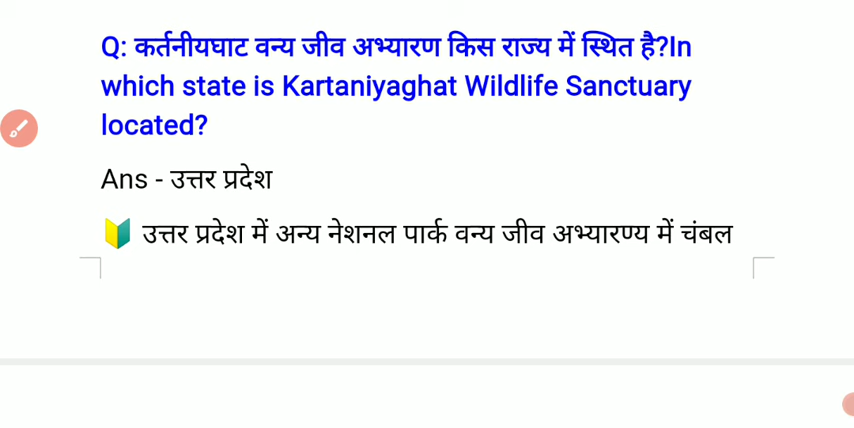 Q: कर्तनीयघाट वन्य जीव अभ्यारण किस राज्य में स्थित है?In
which state is Kartaniyaghat Wildlife Sanctuary
located?
Ans - उत्तर प्रदेश
🔰 उत्तर प्रदेश में अन्य नेशनल पार्क वन्य जीव अभ्यारण्य में चंबल